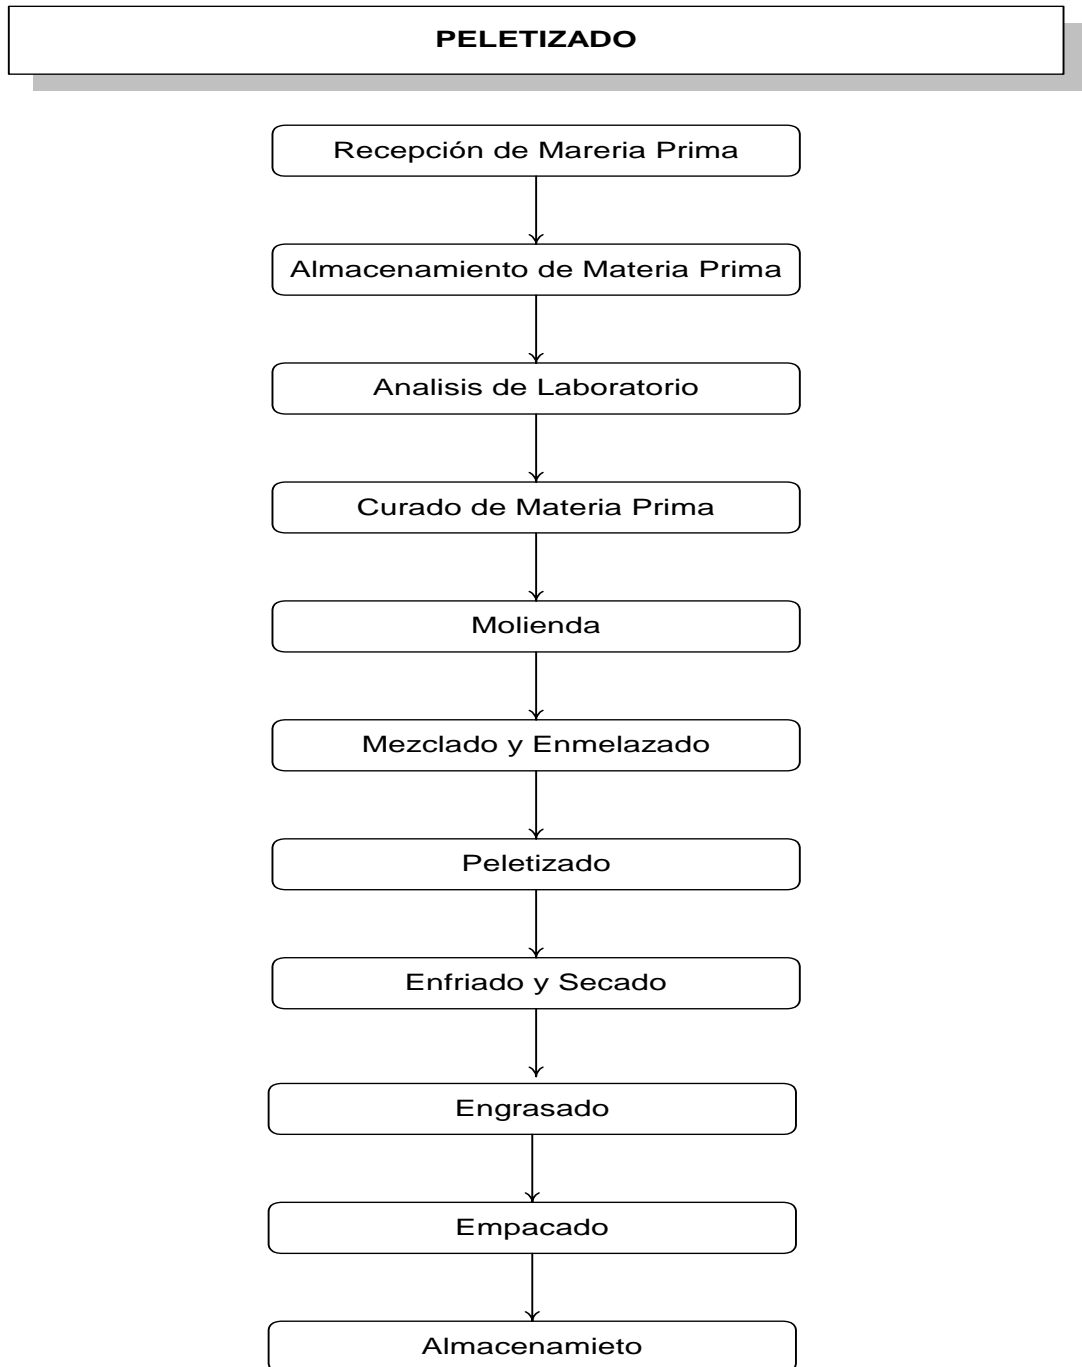 PELETIZADO
Recepción de Mareria Prima
Almacenamiento de Materia Prima
Analisis de Laboratorio
Curado de Materia Prima
Molienda
Mezclado y Enmelazado
Peletizado
Enfriado y Secado
Engrasado
Empacado
Almacenamieto